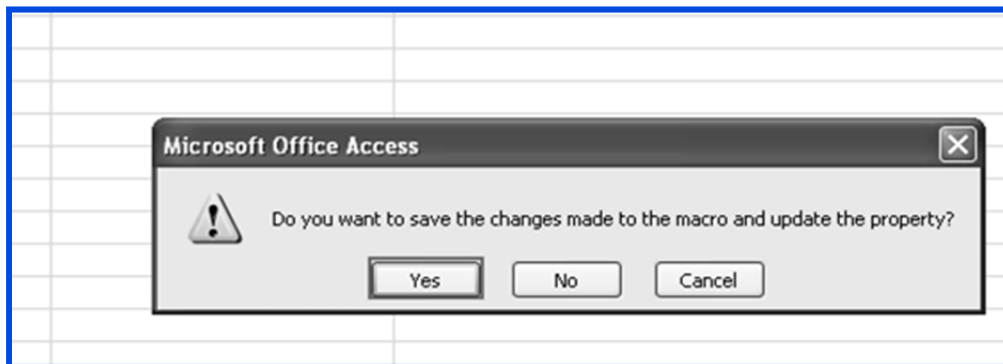 Microsoft Office Access
Do you want to save the changes made to the macro and update the property?
Yes No Cancel